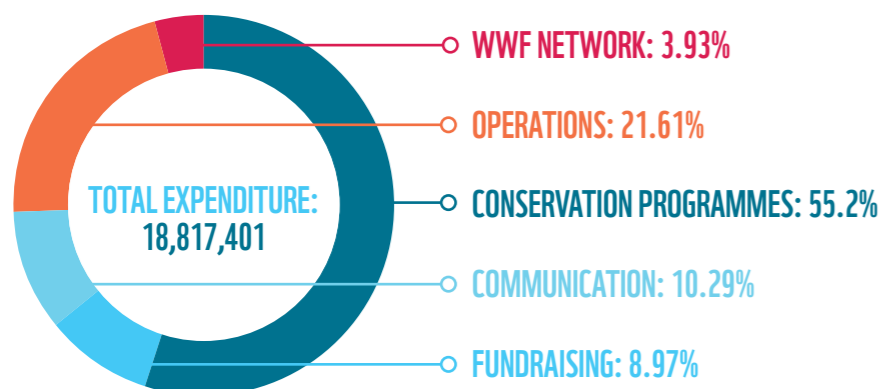 WWF NETWORK: 3.93%
OPERATIONS: 21.61%
TOTAL EXPENDITURE:
18,817,401
CONSERVATION PROGRAMMES: 55.2%
COMMUNICATION: 10.29%
FUNDRAISING: 8.97%